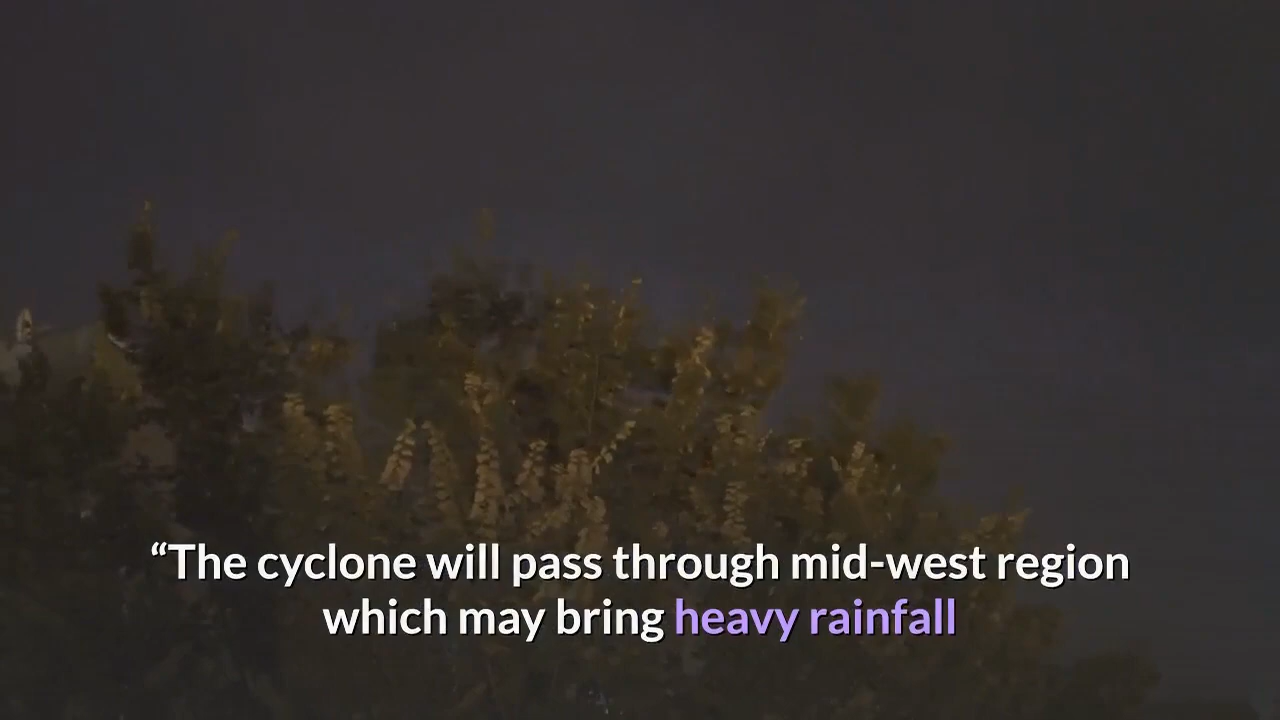 “The cyclone will pass through mid-west region
which may bring heavy rainfall